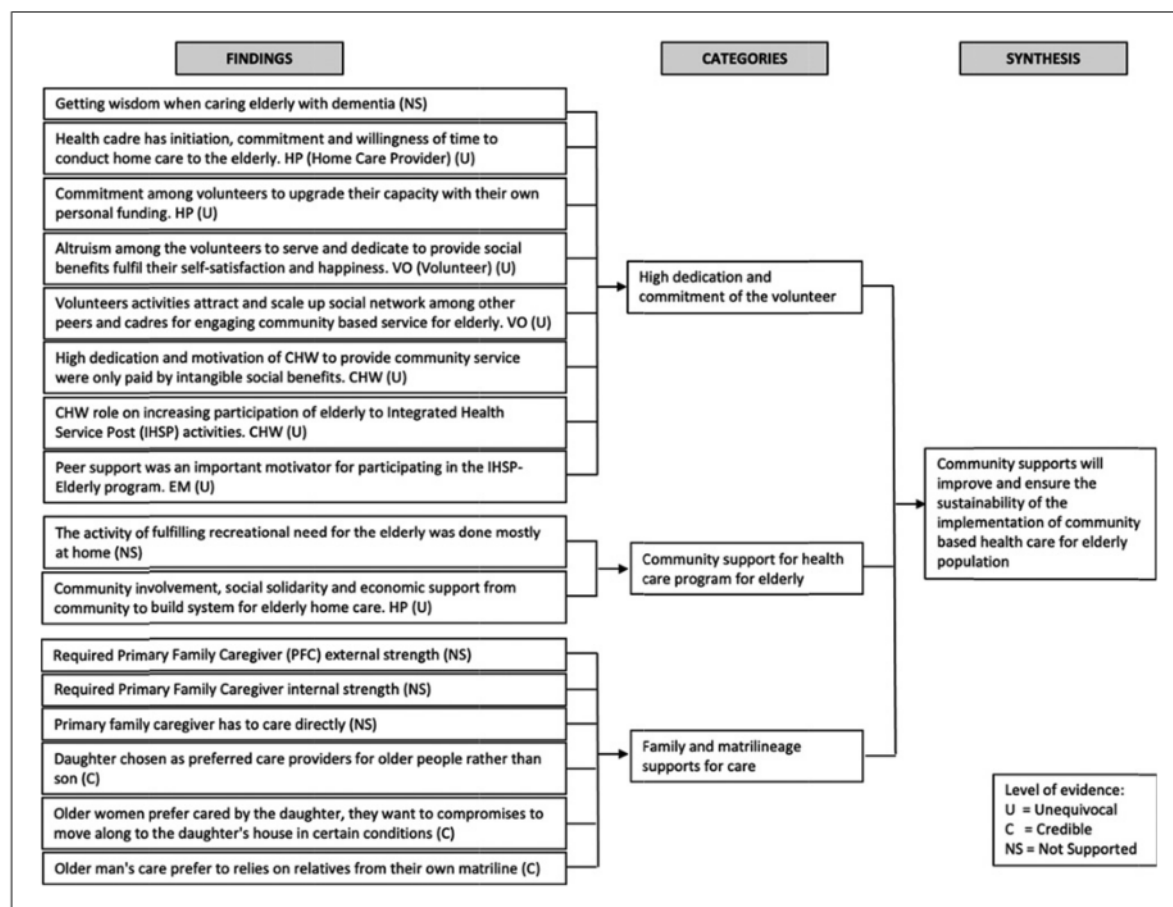 FINDINGS
CATEGORIES
SYNTHESIS
Getting wisdom when caring elderly with dementia (NS)
Health cadre has initiation, commitment and willingness of time to
conduct home care to the elderly. HP (Home Care Provider) (U)
Commitment among volunteers to upgrade their capacity with their own
personal funding. HP (U)
Altruism among the volunteers to serve and dedicate to provide social
benefits fulfil their self-satisfaction and happiness. VO (Volunteer) (U)
Volunteers activities attract and scale up social network among other
peers and cadres for engaging community based service for elderly. VO (U)
High dedication and motivation of CHW to provide community service
were only paid by intangible social benefits. CHW (U)
CHW role on increasing participation of elderly to Integrated Health
Service Post (IHSP) activities. CHW (U)
Peer support was an important motivator for participating in the IHSP-
Elderly program. EM (U)
The activity of fulfilling recreational need for the elderly was done mostly
at home (NS)
Community involvement, social solidarity and economic support from
community to build system for elderly home care. HP (U)
Required Primary Family Caregiver (PFC) external strength (NS)
Required Primary Family Caregiver internal strength (NS)
Primary family caregiver has to care directly (NS)
Daughter chosen as preferred care providers for older people rather than
son (C)
Older women prefer cared by the daughter, they want to compromises to
move along to the daughter's house in certain conditions (C)
Older man's care prefer to relies on relatives from their own matriline (C)
High dedication and
commitment of the volunteer
Community support for health
care program for elderly
Family and matrilineage
supports for care
Community supports will
improve and ensure the
sustainability of the
implementation of community
based health care for elderly
population
Level of evidence:
U = Unequivocal
C = Credible
NS = Not Supported